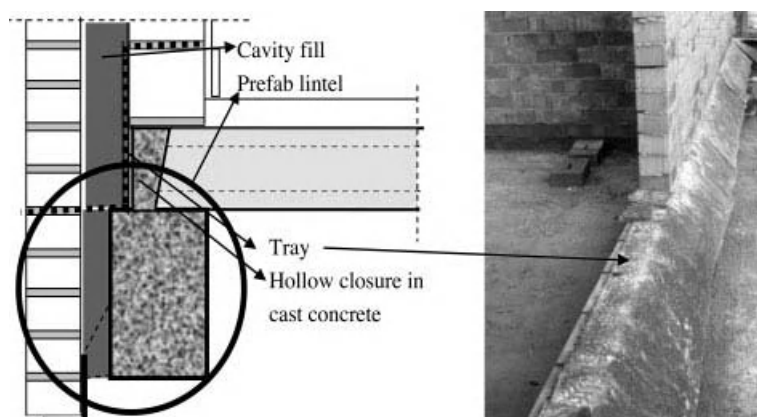 Cavity fill
Prefab lintel
Tray
Hollow closure in
cast concrete